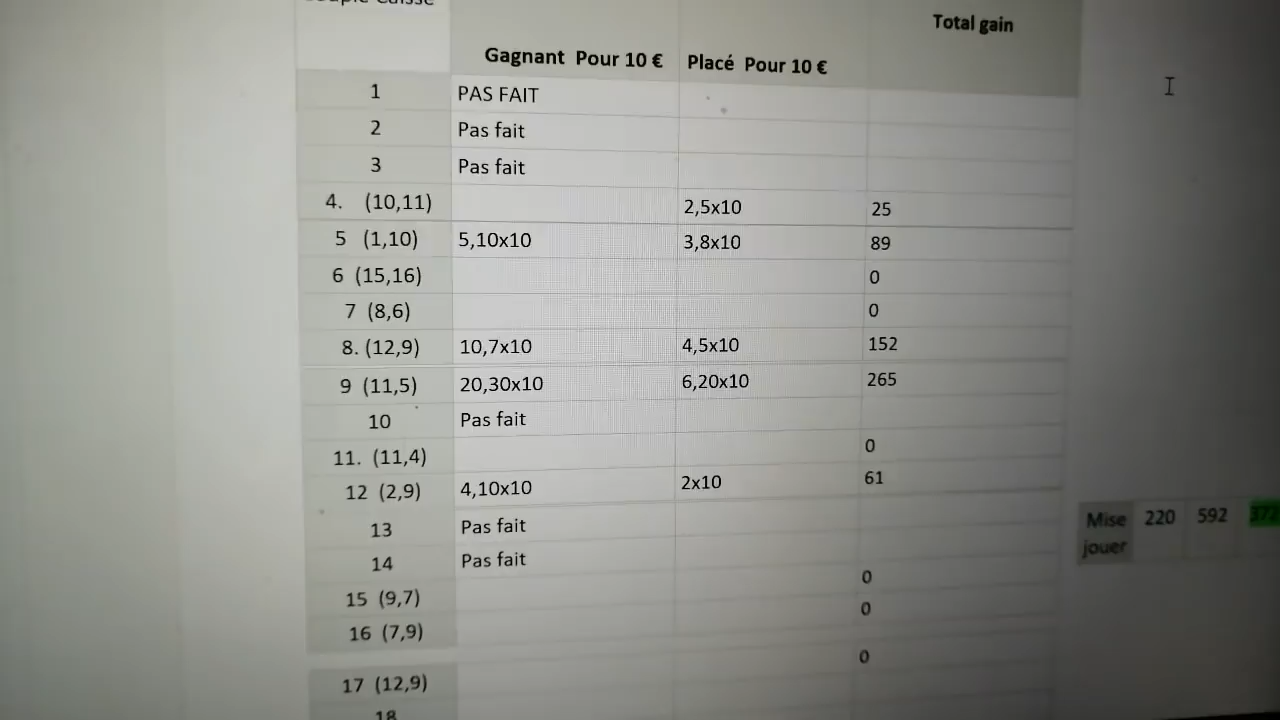 Total gain
Gagnant Pour 10 € Placé Pour 10 €
1 PAS FAIT
2 Pas fait
3 Pas fait
4. (10,11) 2,5x10 25
5 (1,10) 5,10x10 3,8x10 89
6 (15,16) 0
7 (8,6) 0
8. (12,9) 10,7x10 4,5x10 152
9 (11,5) 20,30x10 6,20x10 265
10 Pas fait
11. (11,4) 0
12 (2,9) 4,10x10 2x10 61
13 Pas fait
14 Pas fait
15 (9,7) 0
16 (7,9) 0
17 (12,9) 0
18
Mise jouer 220 592 372